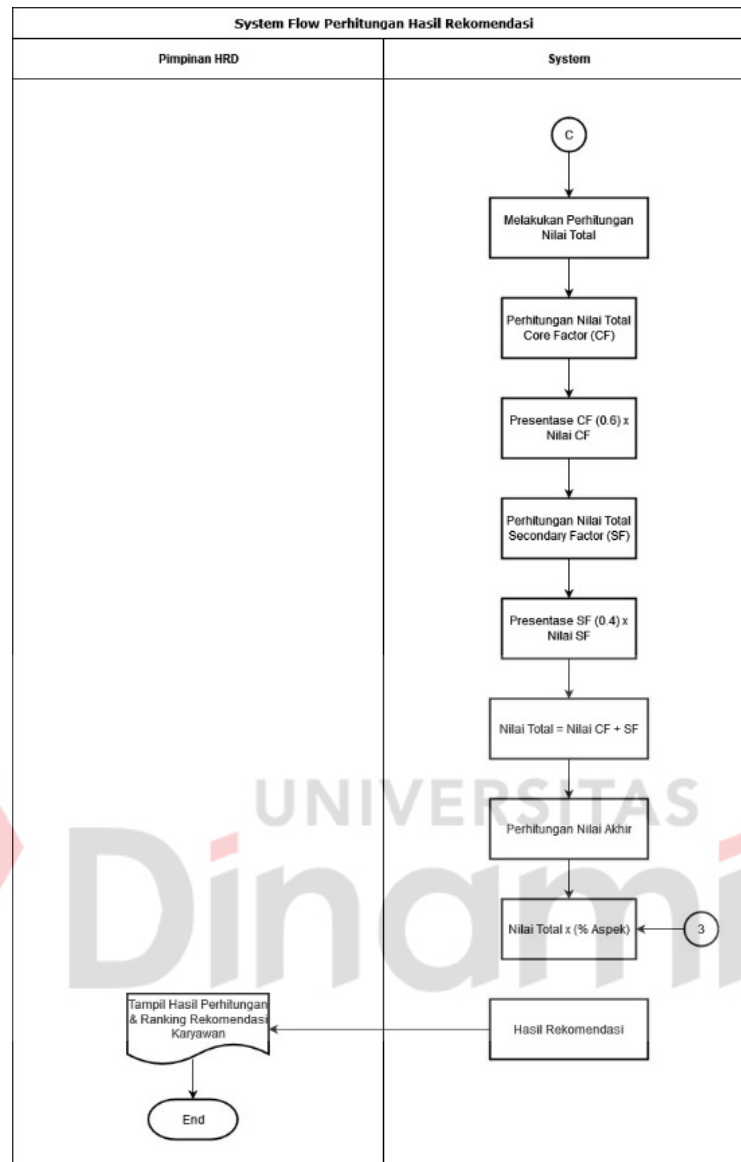 System Flow Perhitungan Hasil Rekomendasi
Pimpinan HRD
System
C
Melakukan Perhitungan
Nilai Total
Perhitungan Nilai Total
Core Factor (CF)
Presentase CF (0.6) x
Nilai CF
Perhitungan Nilai Total
Secondary Factor (SF)
Presentase SF (0.4) x
Nilai SF
Nilai Total = Nilai CF + SF
UNIVERSITAS
Dinami
Perhitungan Nilai Akhir
Nilai Total x (% Aspek)
3
Tampil Hasil Perhitungan
& Ranking Rekomendasi
Karyawan
Hasil Rekomendasi
End